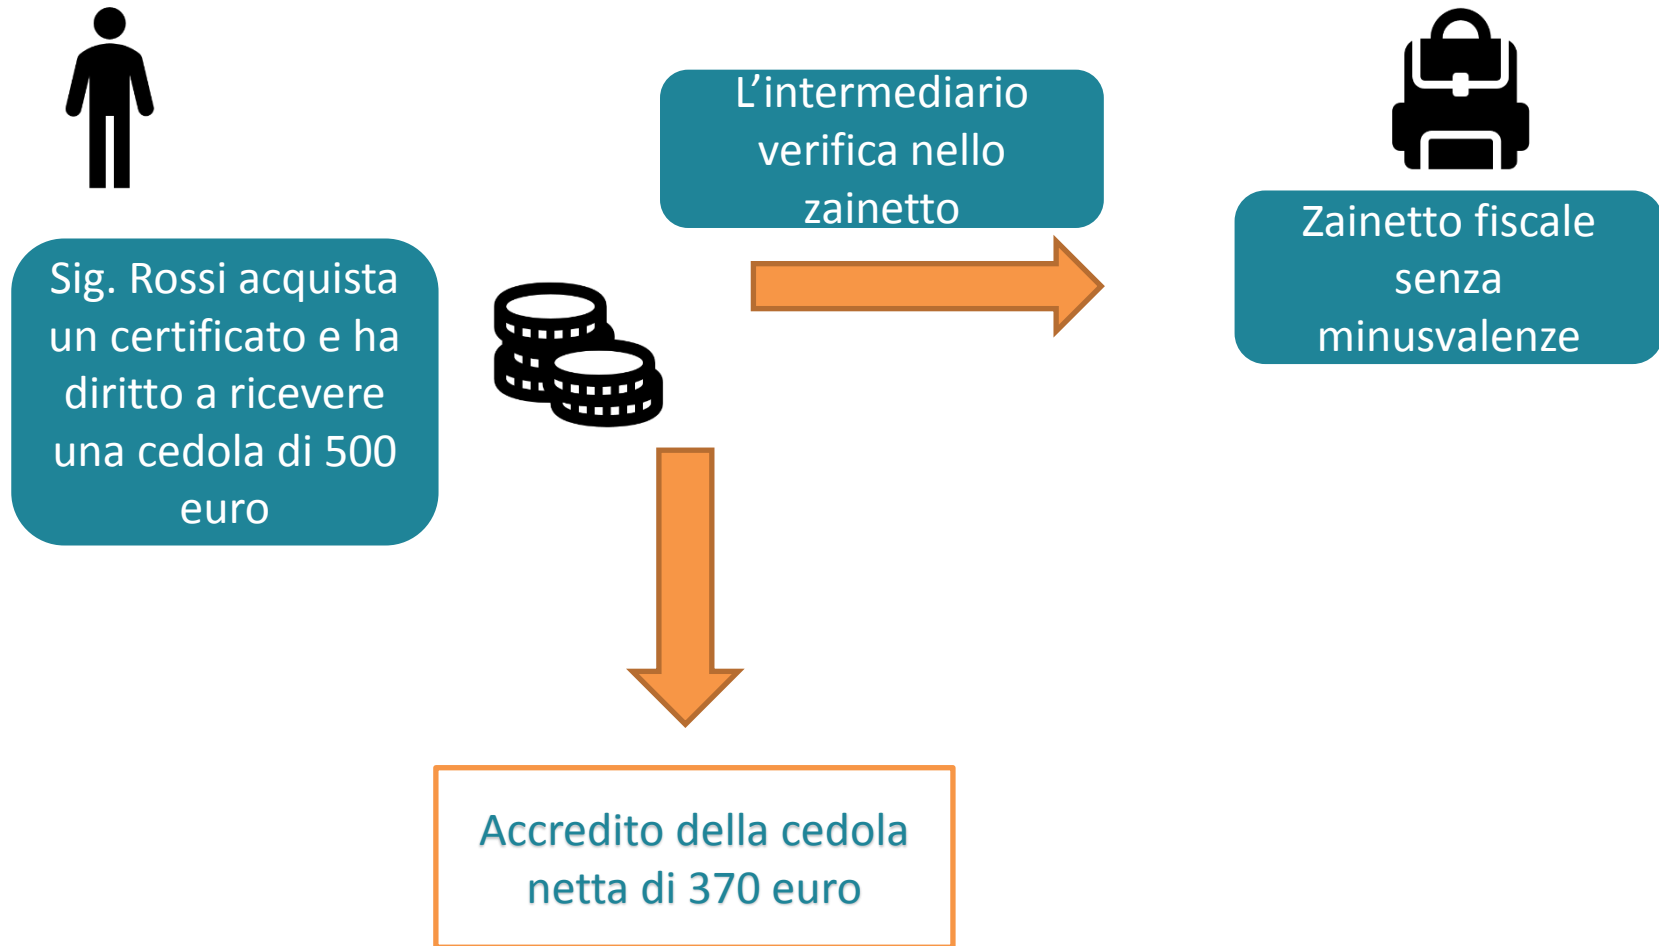 Sig. Rossi acquista
un certificato e ha
diritto a ricevere
una cedola di 500
euro
L’intermediario
verifica nello
zainetto
Zainetto fiscale
senza
minusvalenze
Accredito della cedola
netta di 370 euro